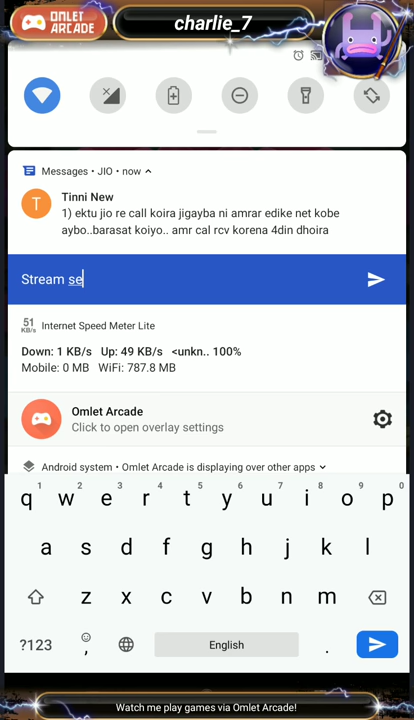 OMLET ARCADE
charlie_7
Messages • JIO • now
T
Tinni New
1) ektu jio re call koira jigayba ni amrar edike net kobe
aybo..barasat koiyo.. amr cal rcv korena 4din dhoira
Stream se
51 KB/s Internet Speed Meter Lite
Down: 1 KB/s Up: 49 KB/s <unkn.. 100%
Mobile: 0 MB WiFi: 787.8 MB
Omlet Arcade
Click to open overlay settings
Android system • Omlet Arcade is displaying over other apps
1 2 3 4 5 6 7 8 9 0
q w e r t y u i o p
a s d f g h j k l
z x c v b n m
?123 , English .
Watch me play games via Omlet Arcade!